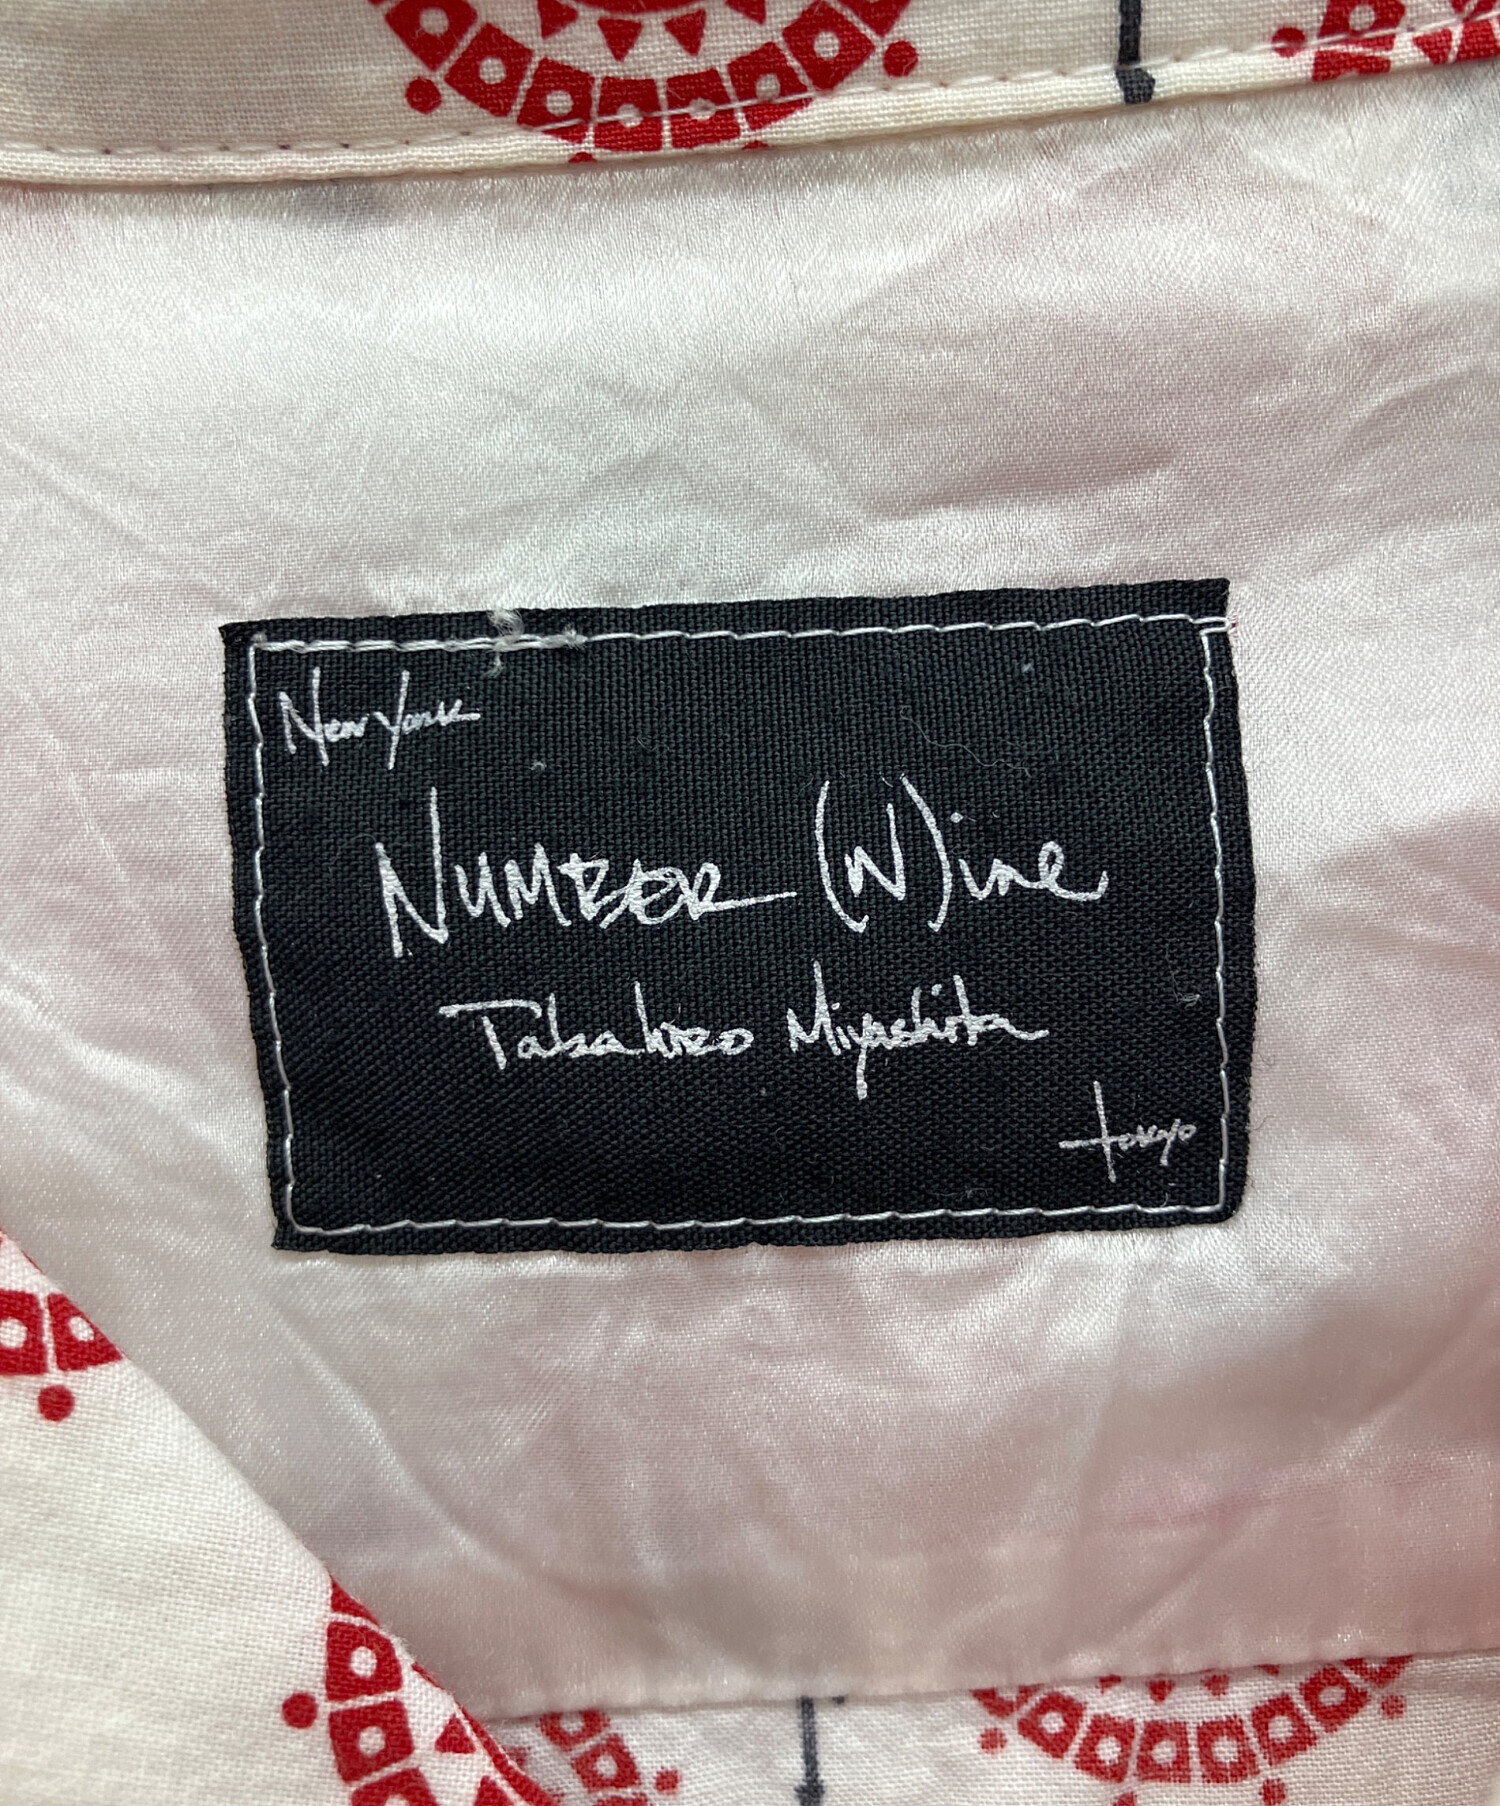 New York
NUMBER (N)ine
Takahiro Miyashita
tokyo